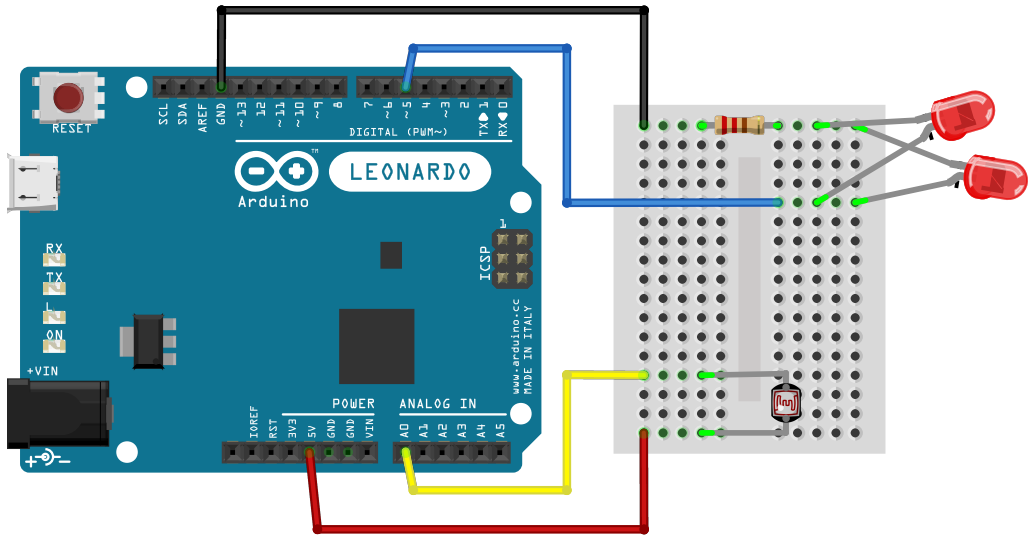 RESET
SCL
SDA
AREF
GND
~13
12
~11
~10
~9
8
7
~6
~5
4
~3
2
TX 1
RX 0
DIGITAL (PWM~)
TM
LEONARDO
Arduino
1
ICSP
RX
TX
L
ON
+VIN
www.arduino.cc
MADE IN ITALY
POWER
ANALOG IN
IOREF
RST
3V3
5V
GND
GND
VIN
A0
A1
A2
A3
A4
A5
+ -